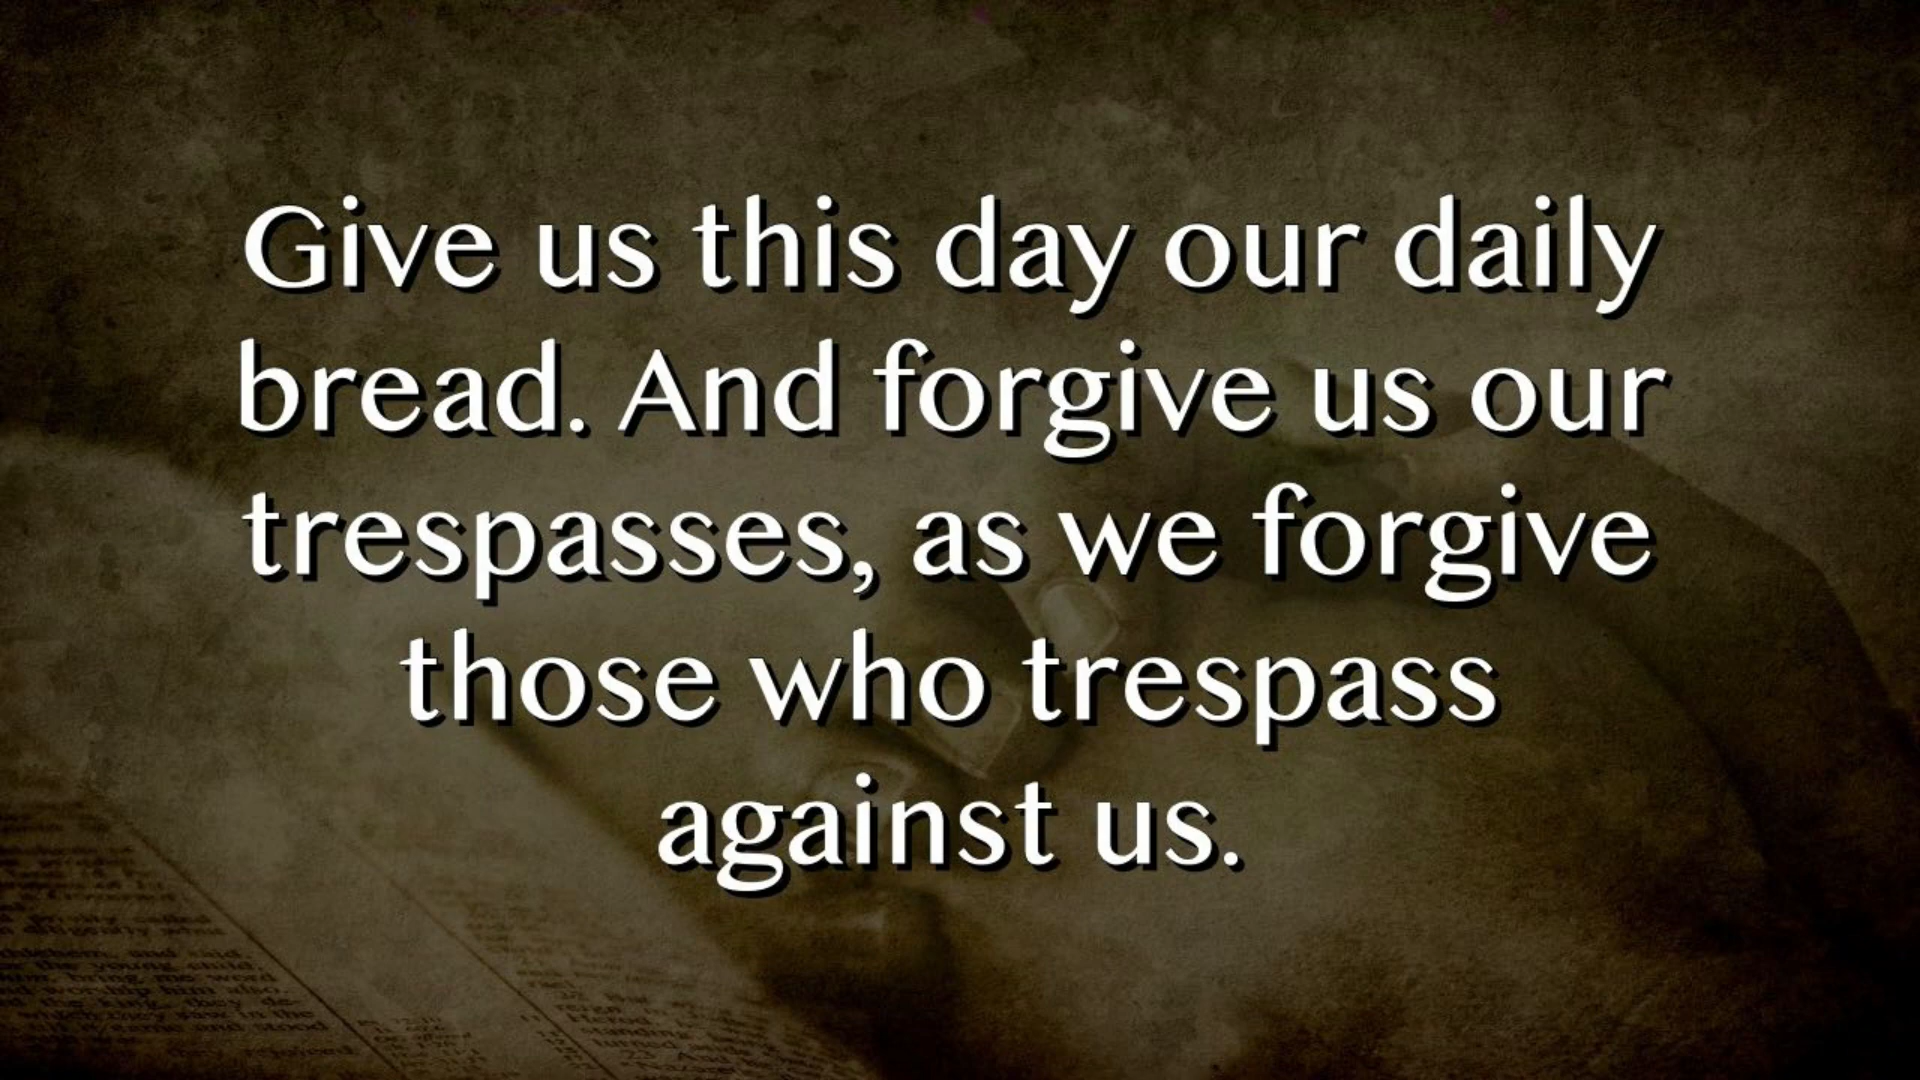 Give us this day our daily
bread. And forgive us our
trespasses, as we forgive
those who trespass
against us.